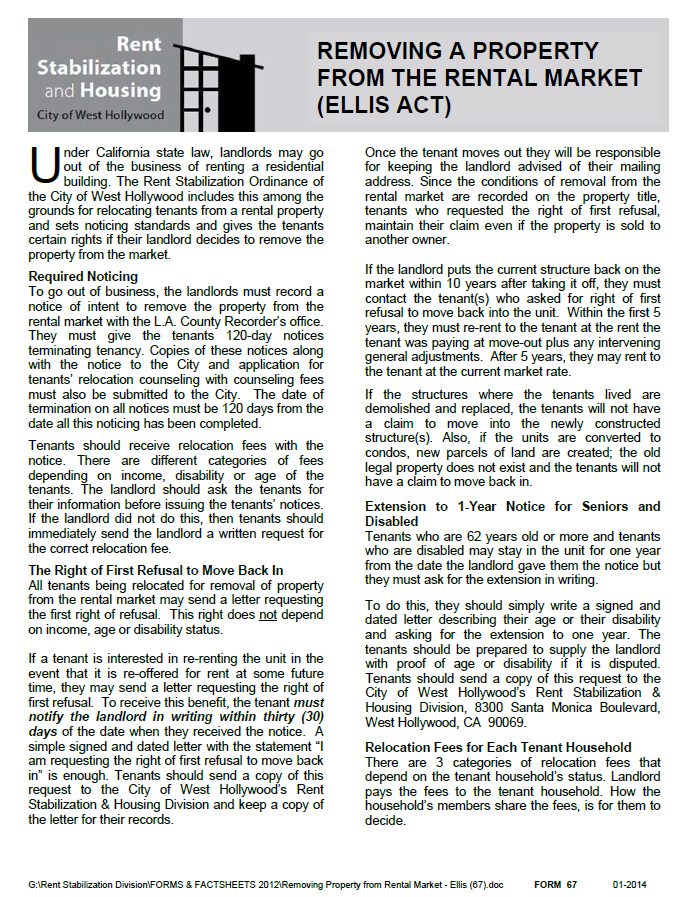 Rent
Stabilization
and Housing
City of West Hollywood
REMOVING A PROPERTY
FROM THE RENTAL MARKET
(ELLIS ACT)
Under California state law, landlords may go
out of the business of renting a residential
building. The Rent Stabilization Ordinance of
the City of West Hollywood includes this among the
grounds for relocating tenants from a rental property
and sets noticing standards and gives the tenants
certain rights if their landlord decides to remove the
property from the market.
Required Noticing
To go out of business, the landlords must record a
notice of intent to remove the property from the
rental market with the L.A. County Recorder's office.
They must give the tenants 120-day notices
terminating tenancy. Copies of these notices along
with the notice to the City and application for
tenants' relocation counseling with counseling fees
must also be submitted to the City. The date of
termination on all notices must be 120 days from the
date all this noticing has been completed.
Tenants should receive relocation fees with the
notice. There are different categories of fees
depending on income, disability or age of the
tenants. The landlord should ask the tenants for
their information before issuing the tenants' notices.
If the landlord did not do this, then tenants should
immediately send the landlord a written request for
the correct relocation fee.
The Right of First Refusal to Move Back In
All tenants being relocated for removal of property
from the rental market may send a letter requesting
the first right of refusal. This right does not depend
on income, age or disability status.
If a tenant is interested in re-renting the unit in the
event that it is re-offered for rent at some future
time, they may send a letter requesting the right of
first refusal. To receive this benefit, the tenant must
notify the landlord in writing within thirty (30)
days of the date when they received the notice. A
simple signed and dated letter with the statement "I
am requesting the right of first refusal to move back
in" is enough. Tenants should send a copy of this
request to the City of West Hollywood's Rent
Stabilization & Housing Division and keep a copy of
the letter for their records.
Once the tenant moves out they will be responsible
for keeping the landlord advised of their mailing
address. Since the conditions of removal from the
rental market are recorded on the property title,
tenants who requested the right of first refusal,
maintain their claim even if the property is sold to
another owner.
If the landlord puts the current structure back on the
market within 10 years after taking it off, they must
contact the tenant(s) who asked for right of first
refusal to move back into the unit. Within the first 5
years, they must re-rent to the tenant at the rent the
tenant was paying at move-out plus any intervening
general adjustments. After 5 years, they may rent to
the tenant at the current market rate.
If the structures where the tenants lived are
demolished and replaced, the tenants will not have
a claim to move into the newly constructed
structure(s). Also, if the units are converted to
condos, new parcels of land are created; the old
legal property does not exist and the tenants will not
have a claim to move back in.
Extension to 1-Year Notice for Seniors and
Disabled
Tenants who are 62 years old or more and tenants
who are disabled may stay in the unit for one year
from the date the landlord gave them the notice but
they must ask for the extension in writing.
To do this, they should simply write a signed and
dated letter describing their age or their disability
and asking for the extension to one year. The
tenants should be prepared to supply the landlord
with proof of age or disability if it is disputed.
Tenants should send a copy of this request to the
City of West Hollywood's Rent Stabilization &
Housing Division, 8300 Santa Monica Boulevard,
West Hollywood, CA 90069.
Relocation Fees for Each Tenant Household
There are 3 categories of relocation fees that
depend on the tenant household's status. Landlord
pays the fees to the tenant household. How the
household's members share the fees, is for them to
decide.
G:\Rent Stabilization Division\FORMS & FACTSHEETS 2012\Removing Property from Rental Market - Ellis (67).doc FORM 67 01-2014